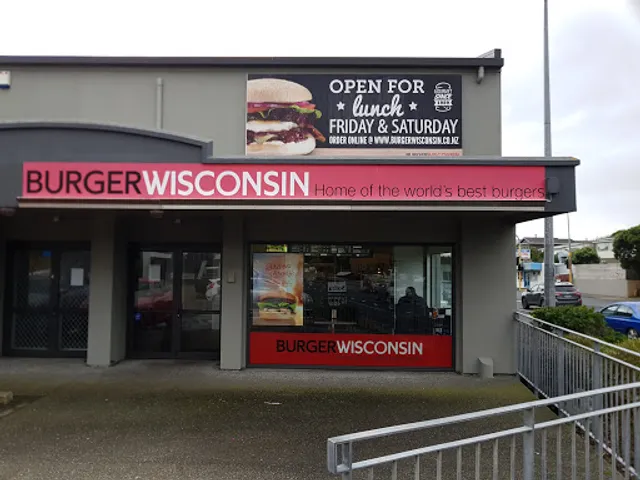 OPEN FOR
lunch
FRIDAY & SATURDAY
ORDER ONLINE @ WWW.BURGERWISCONSIN.CO.NZ
BURGERWISCONSIN Home of the world's best burgers
BURGERWISCONSIN